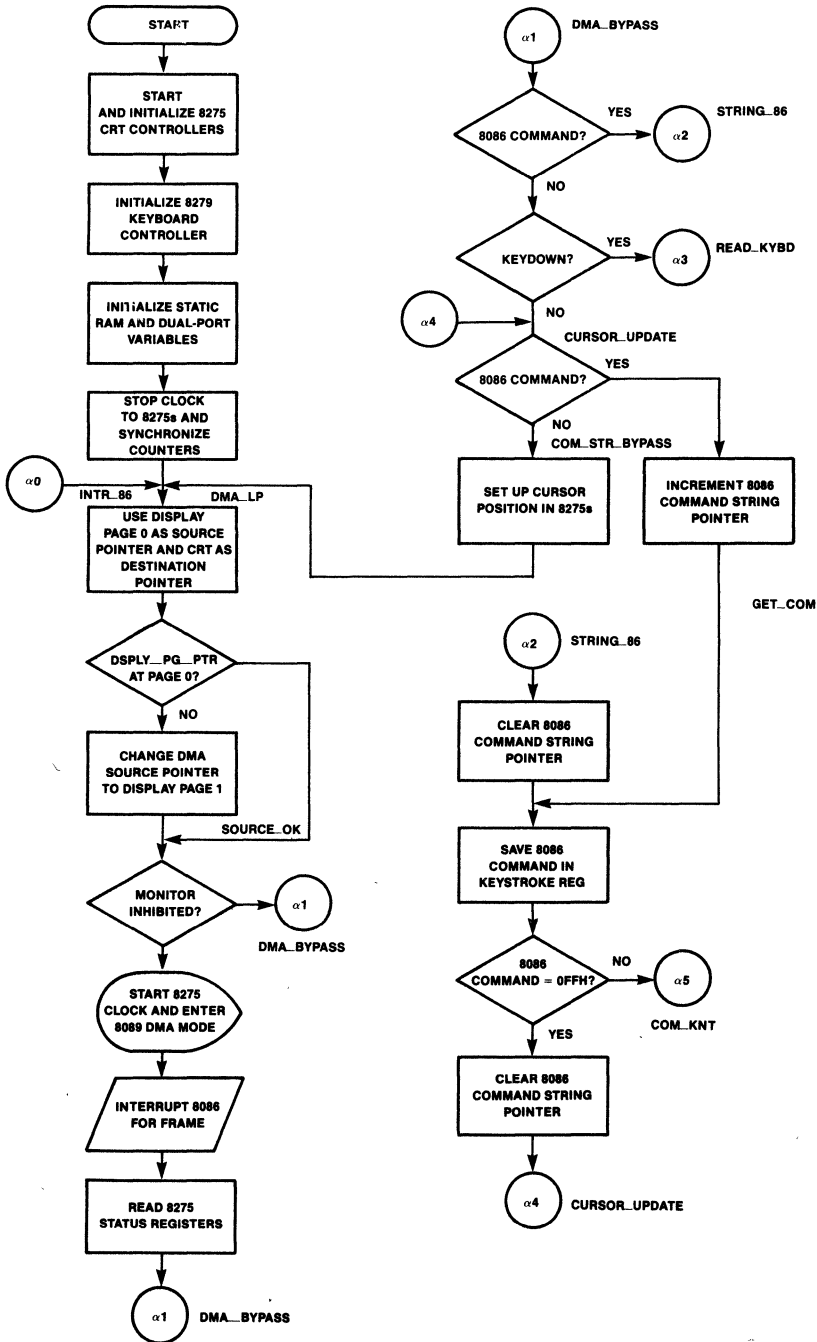 START
START
AND INITIALIZE 8275
CRT CONTROLLERS
INITIALIZE 8279
KEYBOARD
CONTROLLER
INITIALIZE STATIC
RAM AND DUAL-PORT
VARIABLES
STOP CLOCK
TO 8275s AND
SYNCHRONIZE
COUNTERS
α0
INTR_86
DMA_LP
USE DISPLAY
PAGE 0 AS SOURCE
POINTER AND CRT AS
DESTINATION
POINTER
DSPLY_PG_PTR
AT PAGE 0?
NO
CHANGE DMA
SOURCE POINTER
TO DISPLAY PAGE 1
SOURCE_OK
MONITOR
INHIBITED?
α1
DMA_BYPASS
START 8275
CLOCK AND ENTER
8089 DMA MODE
INTERRUPT 8086
FOR FRAME
READ 8275
STATUS REGISTERS
α1
DMA_BYPASS
α1
DMA_BYPASS
8086 COMMAND?
YES
α2
STRING_86
NO
KEYDOWN?
YES
α3
READ_KYBD
NO
α4
CURSOR_UPDATE
8086 COMMAND?
YES
NO
COM_STR_BYPASS
SET UP CURSOR
POSITION IN 8275s
INCREMENT 8086
COMMAND STRING
POINTER
GET_COM
α2
STRING_86
CLEAR 8086
COMMAND STRING
POINTER
SAVE 8086
COMMAND IN
KEYSTROKE REG
8086
COMMAND = 0FFH?
NO
α5
COM_KNT
YES
CLEAR 8086
COMMAND STRING
POINTER
α4
CURSOR_UPDATE